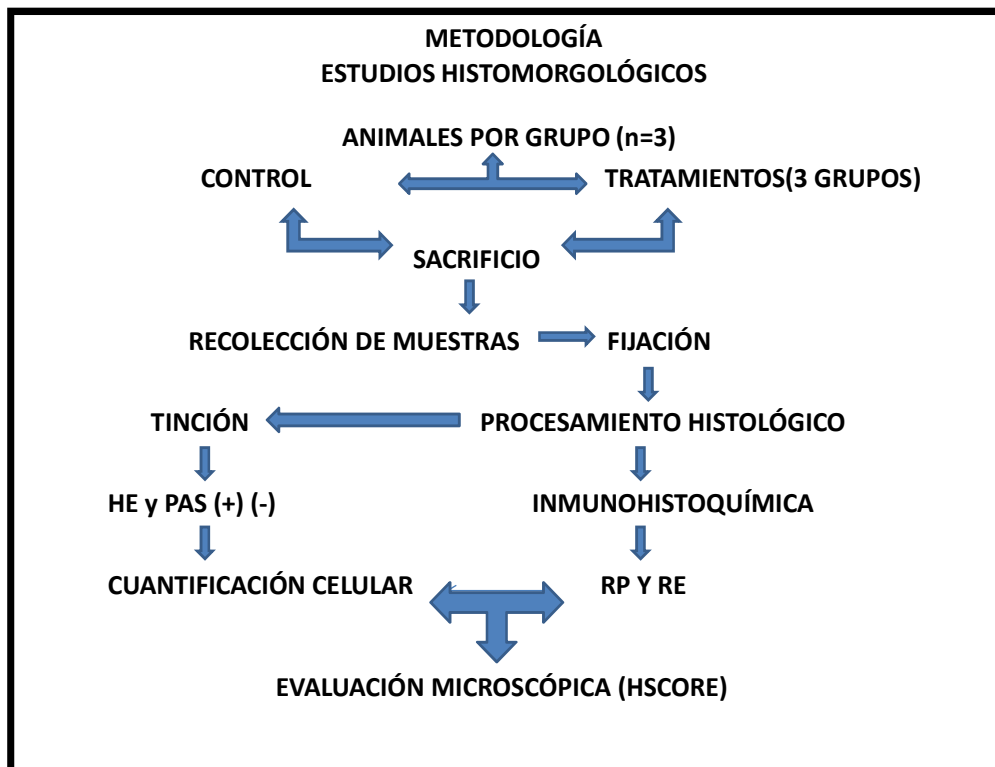 METODOLOGÍA
ESTUDIOS HISTOMORGOLÓGICOS
ANIMALES POR GRUPO (n=3)
CONTROL
TRATAMIENTOS(3 GRUPOS)
SACRIFICIO
RECOLECCIÓN DE MUESTRAS
FIJACIÓN
TINCIÓN
PROCESAMIENTO HISTOLÓGICO
HE y PAS (+) (-)
INMUNOHISTOQUÍMICA
CUANTIFICACIÓN CELULAR
RP Y RE
EVALUACIÓN MICROSCÓPICA (HSCORE)